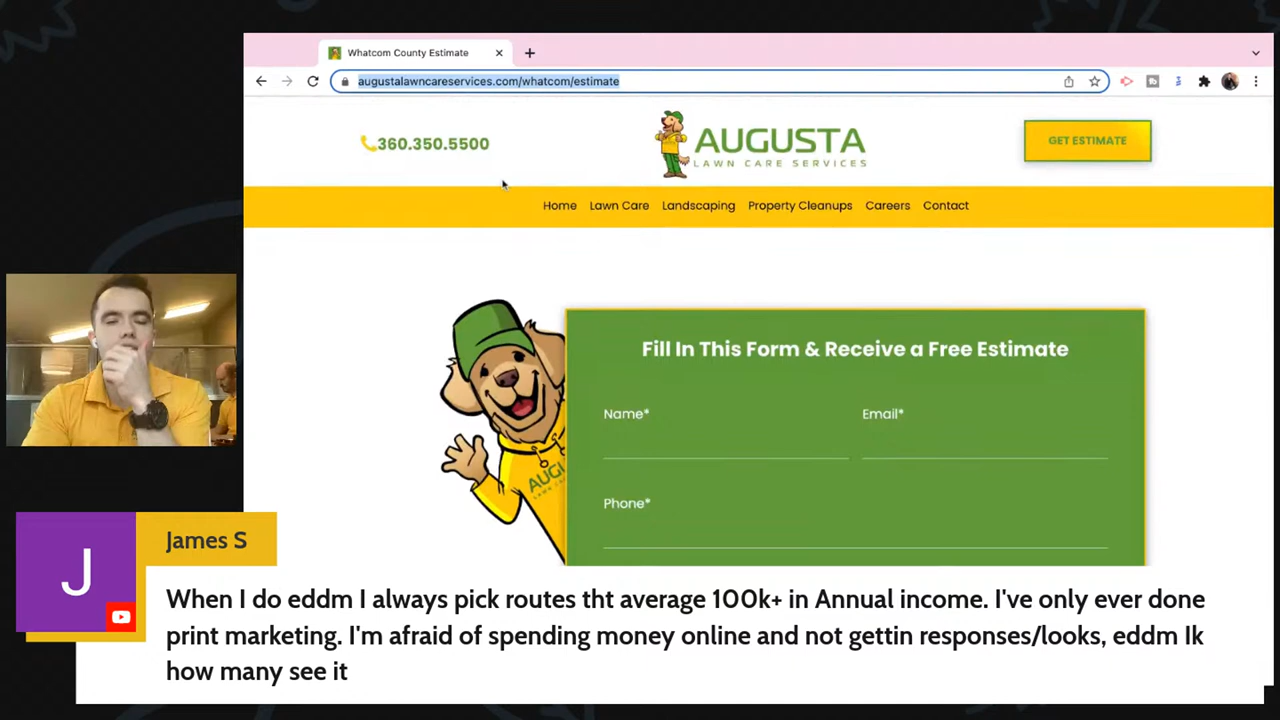 Whatcom County Estimate
augustalawncareservices.com/whatcom/estimate
360.350.5500
AUGUSTA
LAWN CARE SERVICES
GET ESTIMATE
Home Lawn Care Landscaping Property Cleanups Careers Contact
Fill In This Form & Receive a Free Estimate
Name* Email*
Phone*
J
James S
When I do eddm I always pick routes tht average 100k+ in Annual income. I've only ever done
print marketing. I'm afraid of spending money online and not gettin responses/looks, eddm Ik
how many see it